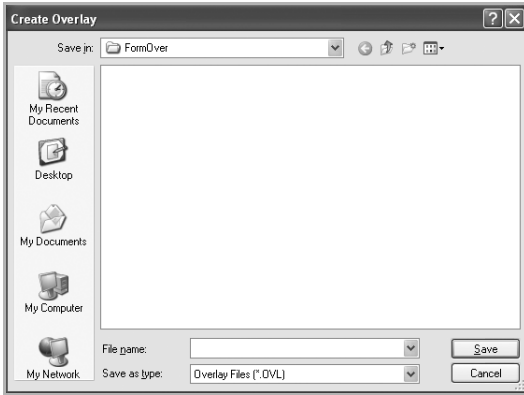 Create Overlay
Save in: FormOver
My Recent
Documents
Desktop
My Documents
My Computer
My Network
File name:
Save
Save as type: Overlay Files (*.OVL)
Cancel